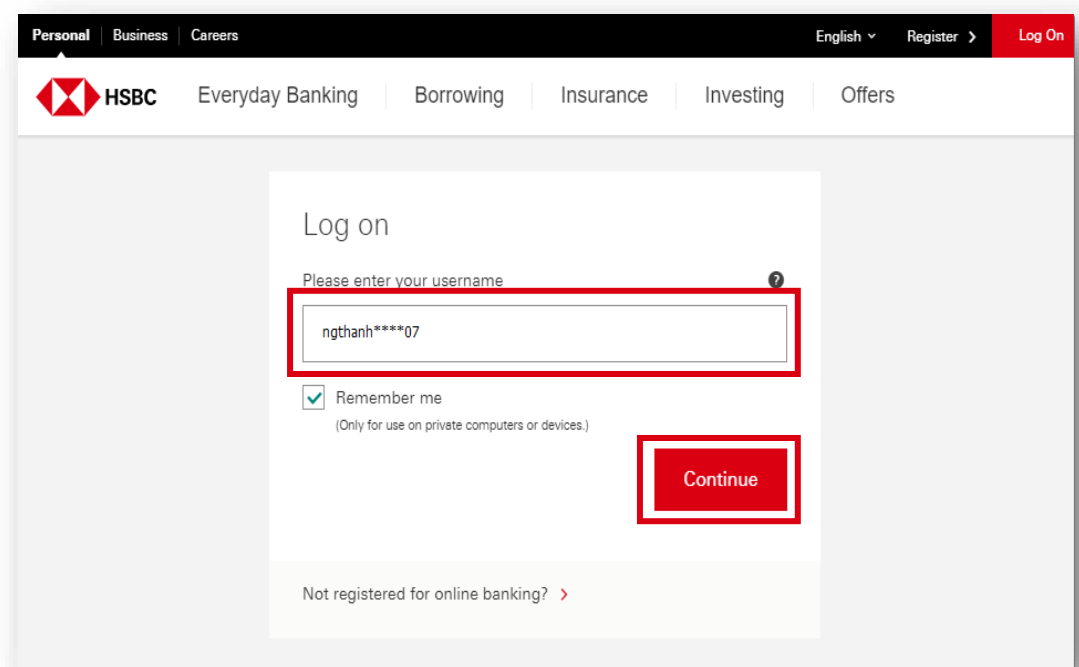 Personal Business Careers English Register Log On
HSBC Everyday Banking Borrowing Insurance Investing Offers
Log on
Please enter your username ?
ngthanh****07
Remember me
(Only for use on private computers or devices.)
Continue
Not registered for online banking?